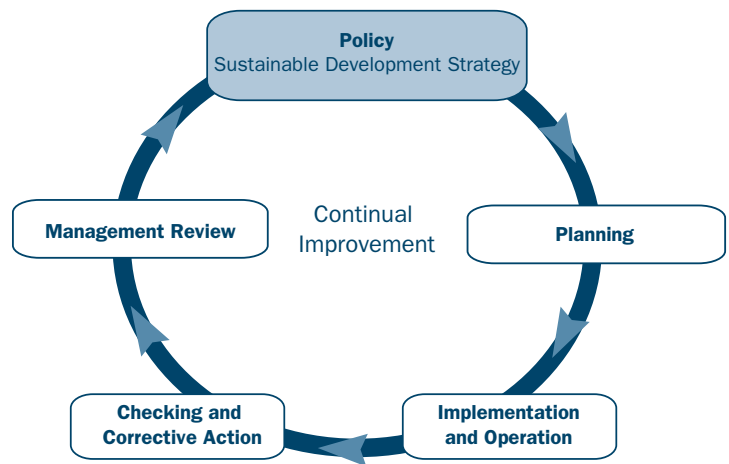 Policy
Sustainable Development Strategy
Continual
Improvement
Management Review
Planning
Checking and
Corrective Action
Implementation
and Operation